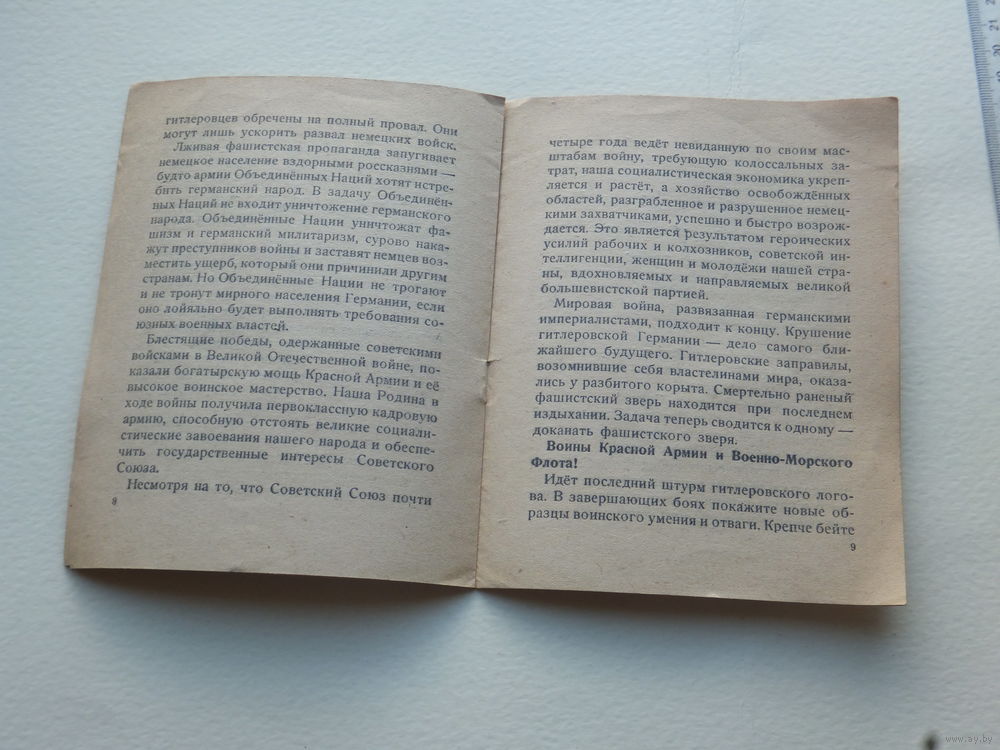 гитлеровцев обречены на полный провал. Они
могут лишь ускорить развал немецких войск.
Лживая фашистская пропаганда запугивает
немецкое население вздорными россказнями —
будто армии Объединённых Наций хотят истре-
бить германский народ. В задачу Объединён-
ных Наций не входит уничтожение германского
народа. Объединённые Нации уничтожат фа-
шизм и германский милитаризм, сурово нака-
жут преступников войны и заставят немцев воз-
местить ущерб, который они причинили другим
странам. Но Объединённые Нации не трогают
и не тронут мирного населения Германии, если
оно лойяльно будет выполнять требования со-
юзных военных властей.
Блестящие победы, одержанные советскими
войсками в Великой Отечественной войне, по-
казали богатырскую мощь Красной Армии и её
высокое воинское мастерство. Наша Родина в
ходе войны получила первоклассную кадровую
армию, способную отстоять великие социали-
стические завоевания нашего народа и обеспе-
чить государственные интересы Советского
Союза.
Несмотря на то, что Советский Союз почти
8
четыре года ведёт невиданную по своим мас-
штабам войну, требующую колоссальных за-
трат, наша социалистическая экономика укреп-
ляется и растёт, а хозяйство освобождённых
областей, разграбленное и разрушенное немец-
кими захватчиками, успешно и быстро возрож-
дается. Это является результатом героических
усилий рабочих и колхозников, советской ин-
теллигенции, женщин и молодёжи нашей стра-
ны, вдохновляемых и направляемых великой
большевистской партией.
Мировая война, развязанная германскими
империалистами, подходит к концу. Крушение
гитлеровской Германии — дело самого бли-
жайшего будущего. Гитлеровские заправилы,
возомнившие себя властелинами мира, оказа-
лись у разбитого корыта. Смертельно раненый
фашистский зверь находится при последнем
издыхании. Задача теперь сводится к одному —
доканать фашистского зверя.
Воины Красной Армии и Военно-Морского
Флота!
Идёт последний штурм гитлеровского лого-
ва. В завершающих боях покажите новые об-
разцы воинского умения и отваги. Крепче бейте
9
20
21
www.ay.by